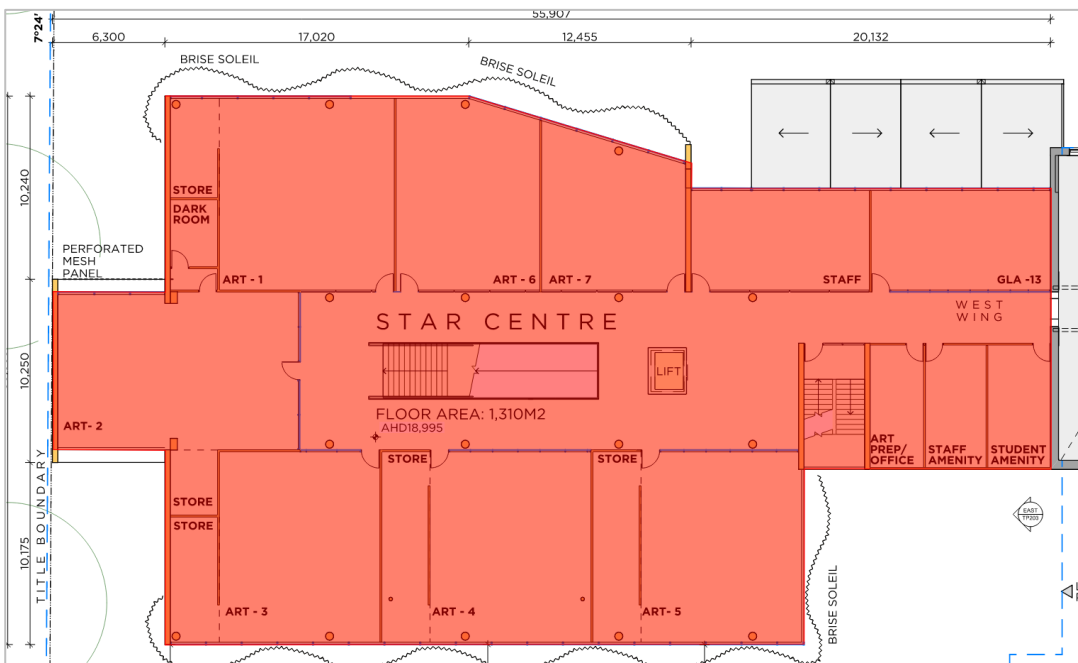 55,907
7°24'
6,300
17,020
12,455
20,132
BRISE SOLEIL
BRISE SOLEIL
10,240
STORE
DARK
ROOM
PERFORATED
MESH
PANEL
ART - 1
ART - 6
ART - 7
STAFF
GLA -13
STAR CENTRE
WEST
WING
10,250
LIFT
FLOOR AREA: 1,310M2
AHD18,995
ART- 2
ART
PREP/
OFFICE
STAFF
AMENITY
STUDENT
AMENITY
STORE
STORE
STORE
STORE
EAST
TP203
10,175
TITLE BOUNDARY
ART - 3
ART - 4
ART- 5
BRISE SOLEIL